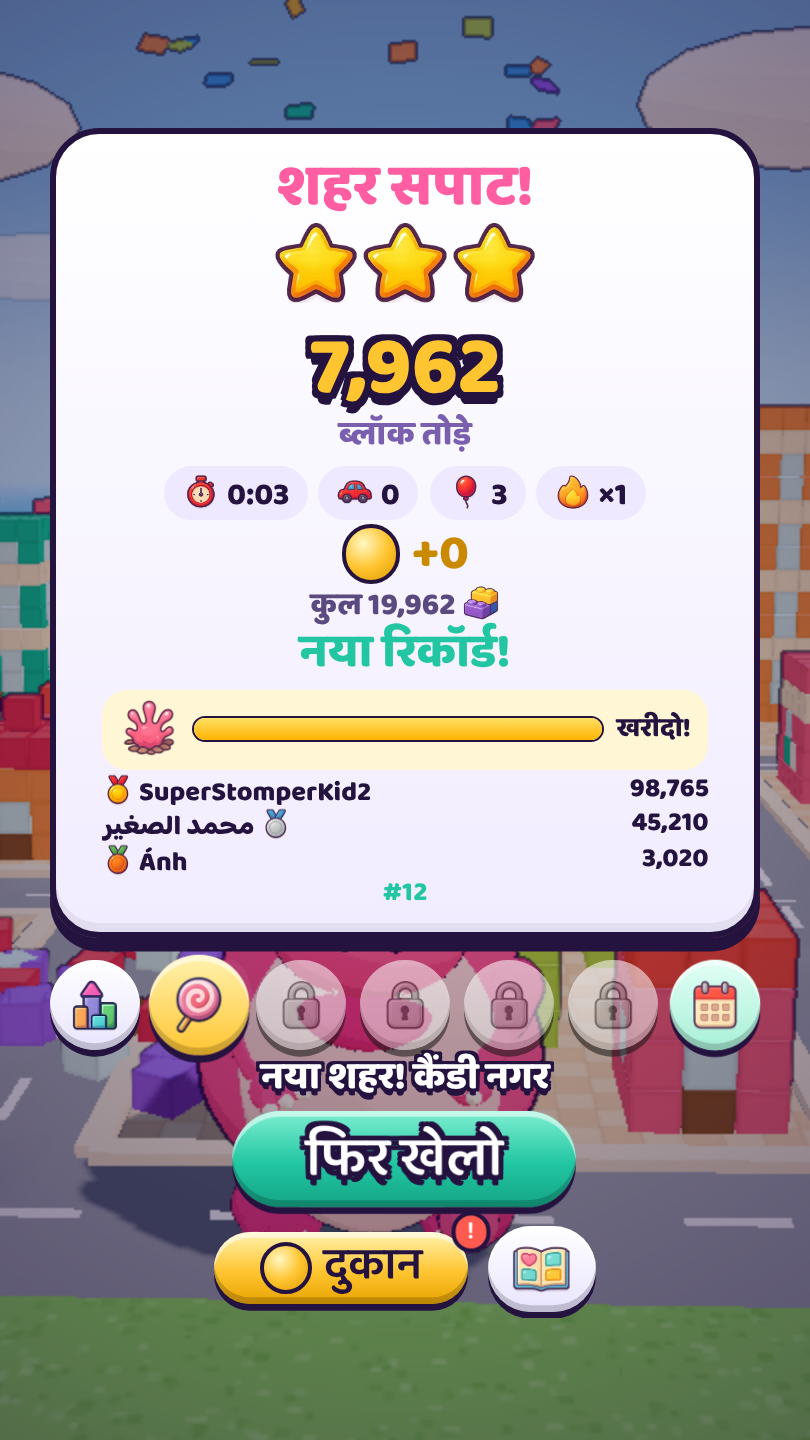 शहर सपाट!
7,962
ब्लॉक तोड़े
0:03 0 3 ×1
+0
कुल 19,962
नया रिकॉर्ड!
खरीदो!
SuperStomperKid2 98,765
محمد الصغير 45,210
Ánh 3,020
#12
नया शहर! कैंडी नगर
फिर खेलो
!
दुकान